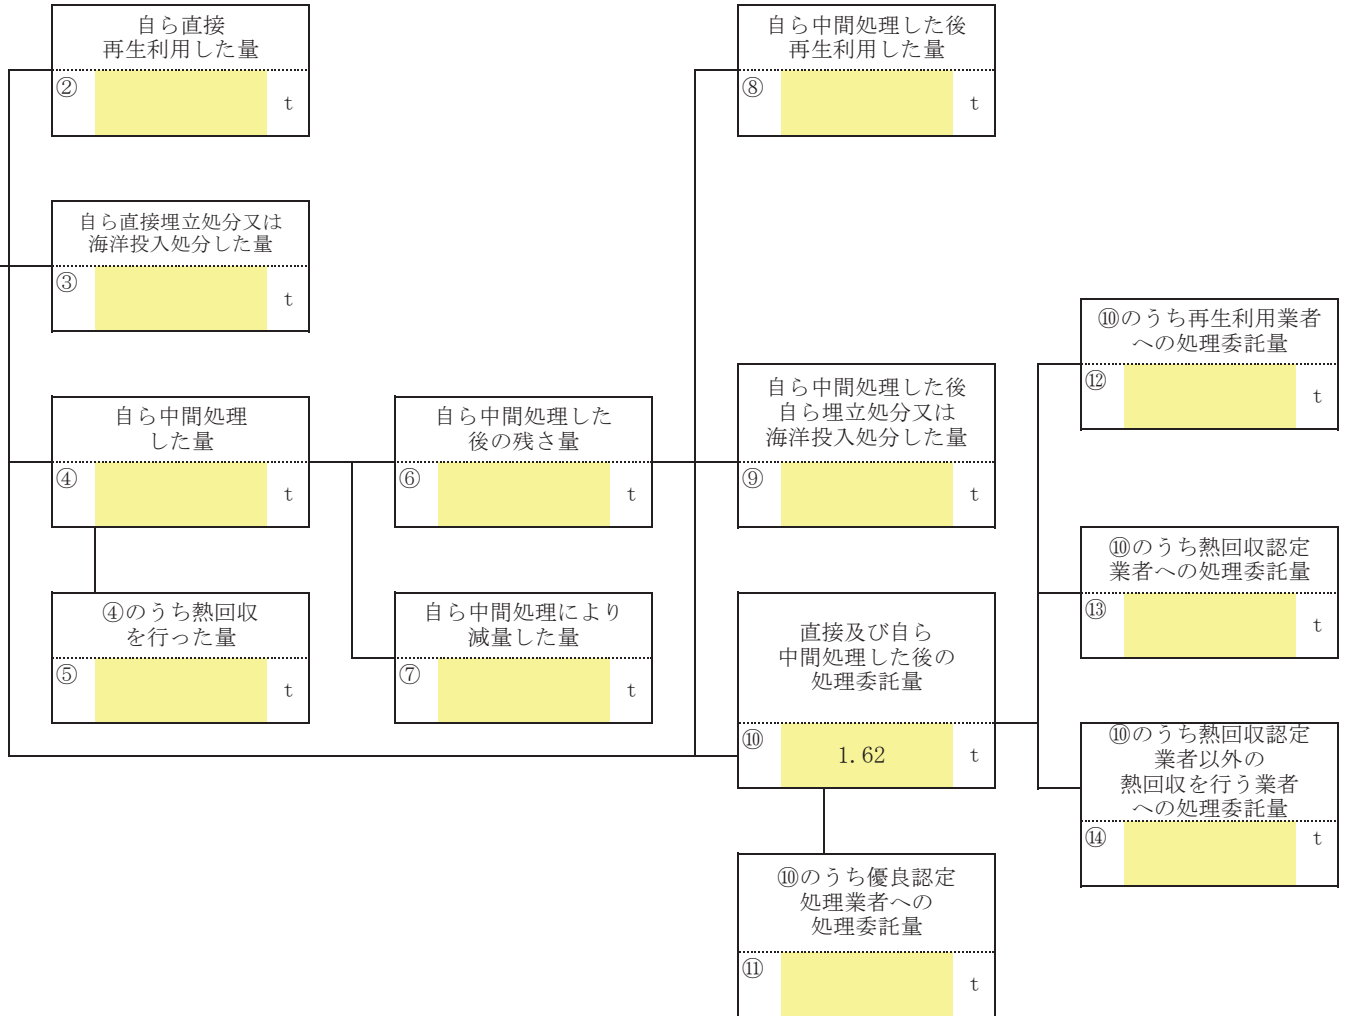 自ら直接
再生利用した量
②
t
自ら中間処理した後
再生利用した量
⑧
t
自ら直接埋立処分又は
海洋投入処分した量
③
t
⑩のうち再生利用業者
への処理委託量
⑫
t
自ら中間処理
した量
④
t
自ら中間処理した
後の残さ量
⑥
t
自ら中間処理した後
自ら埋立処分又は
海洋投入処分した量
⑨
t
⑩のうち熱回収認定
業者への処理委託量
⑬
t
④のうち熱回収
を行った量
⑤
t
自ら中間処理により
減量した量
⑦
t
直接及び自ら
中間処理した後の
処理委託量
⑩
1.62
t
⑩のうち熱回収認定
業者以外の
熱回収を行う業者
への処理委託量
⑭
t
⑩のうち優良認定
処理業者への
処理委託量
⑪
t